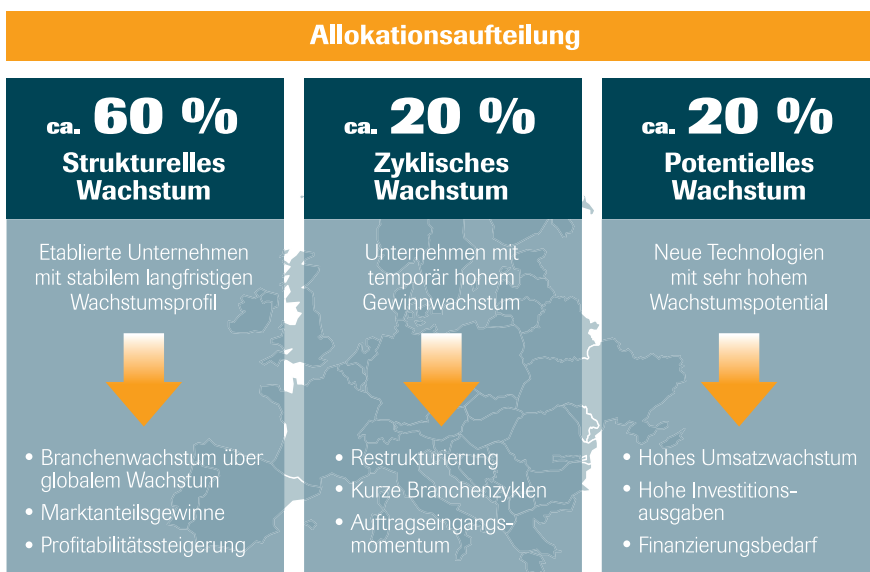 Allokationsaufteilung
ca. 60 %
Strukturelles
Wachstum
Etablierte Unternehmen
mit stabilem langfristigen
Wachstumsprofil
• Branchenwachstum über
globalem Wachstum
• Marktanteilsgewinne
• Profitabilitätssteigerung
ca. 20 %
Zyklisches
Wachstum
Unternehmen mit
temporär hohem
Gewinnwachstum
• Restrukturierung
• Kurze Branchenzyklen
• Auftragseingangs-
momentum
ca. 20 %
Potentielles
Wachstum
Neue Technologien
mit sehr hohem
Wachstumspotential
• Hohes Umsatzwachstum
• Hohe Investitions-
ausgaben
• Finanzierungsbedarf